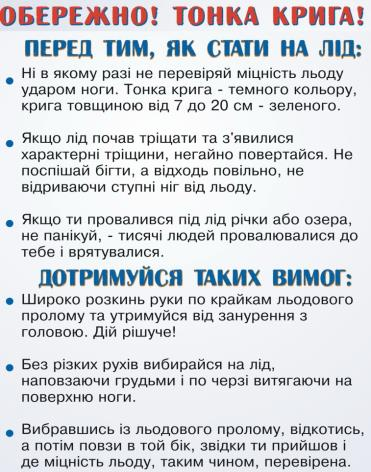 ОБЕРЕЖНО! ТОНКА КРИГА!
ПЕРЕД ТИМ, ЯК СТАТИ НА ЛІД:
• Ні в якому разі не перевіряй міцність льоду
ударом ноги. Тонка крига - темного кольору,
крига товщиною від 7 до 20 см - зеленого.
• Якщо лід почав тріщати та з'явилися
характерні тріщини, негайно повертайся. Не
поспішай бігти, а відходь повільно, не
відриваючи ступні ніг від льоду.
• Якщо ти провалився під лід річки або озера,
не панікуй, - тисячі людей провалювалися до
тебе і врятувалися.
ДОТРИМУЙСЯ ТАКИХ ВИМОГ:
• Широко розкинь руки по крайкам льодового
пролому та утримуйся від занурення з
головою. Дій рішуче!
• Без різких рухів вибирайся на лід,
наповзаючи грудьми і по черзі витягаючи на
поверхню ноги.
• Вибравшись із льодового пролому, відкотись,
а потім повзи в той бік, звідки ти прийшов і
де міцність льоду, таким чином, перевірена.